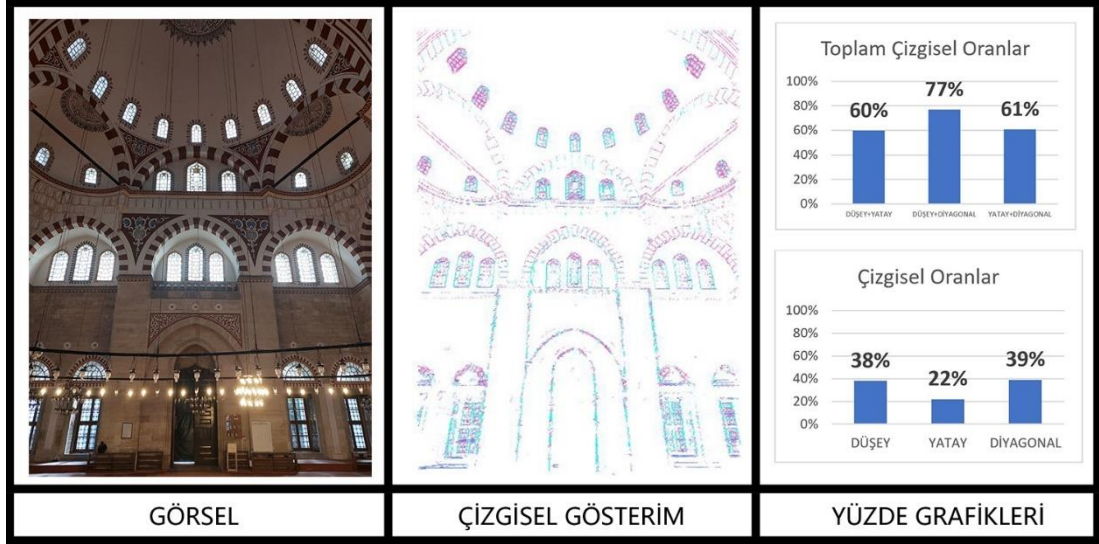 Toplam Çizgisel Oranlar
100%
80%
60%
40%
20%
0%
60%
77%
61%
DÜŞEY+YATAY
DÜŞEY+DİYAGONAL
YATAY+DİYAGONAL
Çizgisel Oranlar
100%
80%
60%
40%
20%
0%
38%
22%
39%
DÜŞEY
YATAY
DİYAGONAL
GÖRSEL
ÇİZGİSEL GÖSTERİM
YÜZDE GRAFİKLERİ